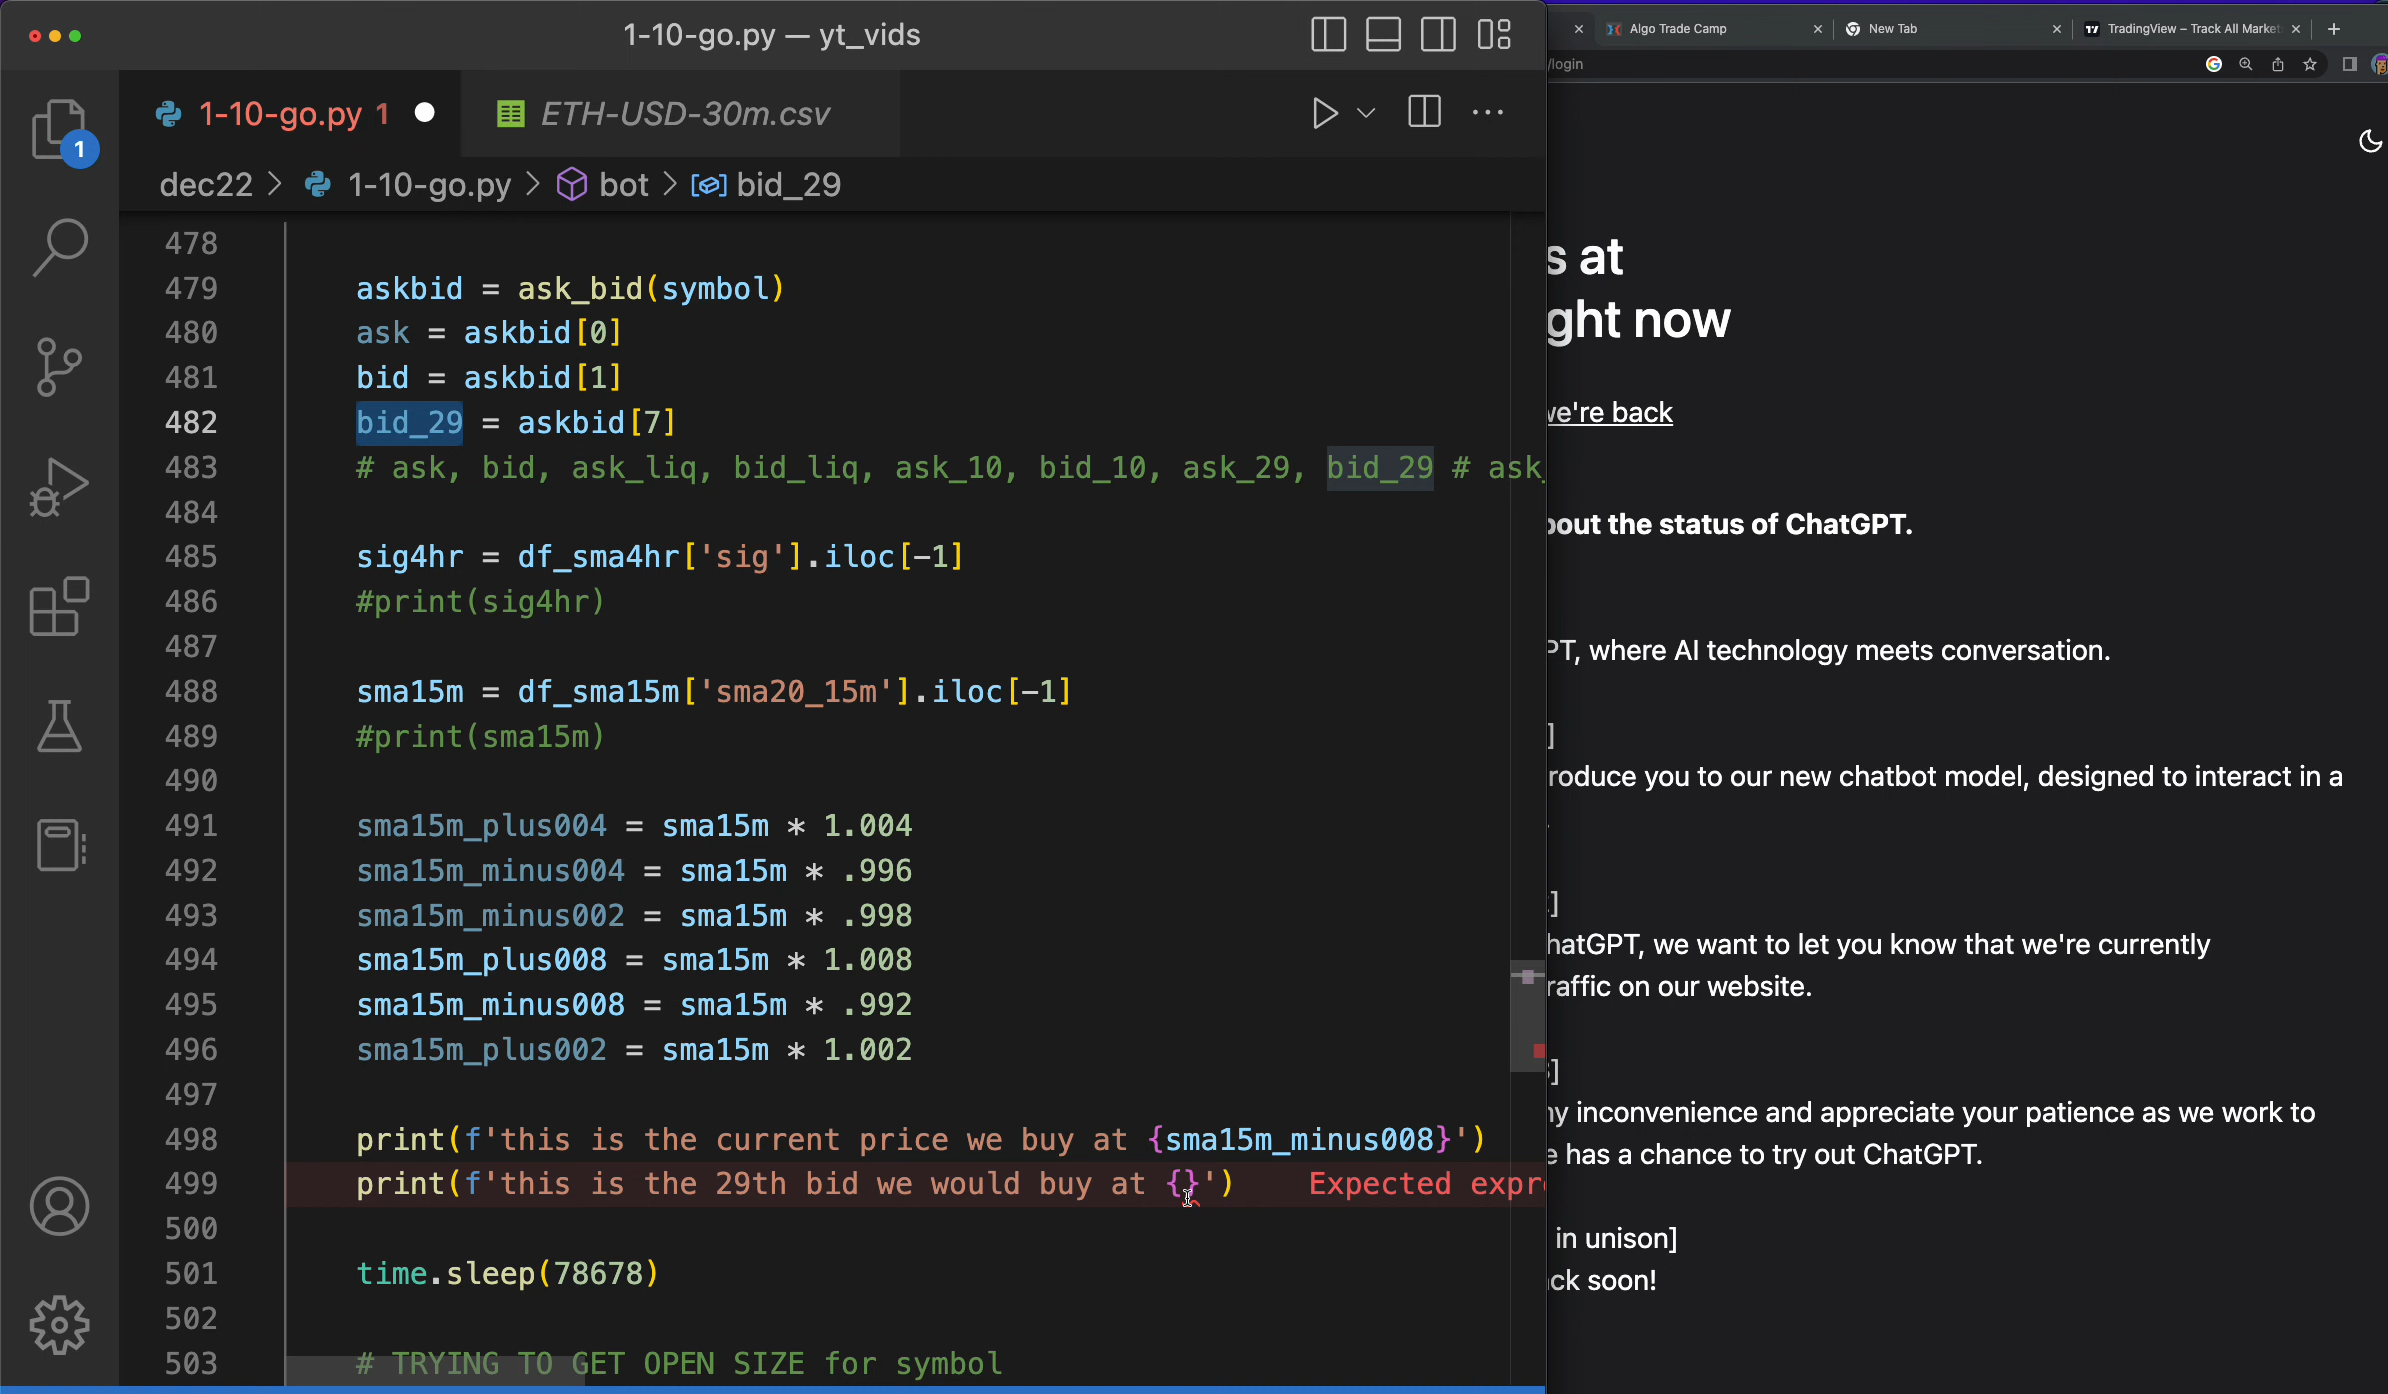 1-10-go.py — yt_vids
1-10-go.py 1
ETH-USD-30m.csv
1
dec22 > 1-10-go.py > bot > bid_29
478
479 askbid = ask_bid(symbol)
480 ask = askbid[0]
481 bid = askbid[1]
482 bid_29 = askbid[7]
483 # ask, bid, ask_liq, bid_liq, ask_10, bid_10, ask_29, bid_29 # ask_
484
485 sig4hr = df_sma4hr['sig'].iloc[-1]
486 #print(sig4hr)
487
488 sma15m = df_sma15m['sma20_15m'].iloc[-1]
489 #print(sma15m)
490
491 sma15m_plus004 = sma15m * 1.004
492 sma15m_minus004 = sma15m * .996
493 sma15m_minus002 = sma15m * .998
494 sma15m_plus008 = sma15m * 1.008
495 sma15m_minus008 = sma15m * .992
496 sma15m_plus002 = sma15m * 1.002
497
498 print(f'this is the current price we buy at {sma15m_minus008}')
499 print(f'this is the 29th bid we would buy at {}') Expected expr
500
501 time.sleep(78678)
502
503 # TRYING TO GET OPEN SIZE for symbol
Algo Trade Camp
New Tab
TradingView – Track All Market
/login
s at
ght now
we're back
bout the status of ChatGPT.
PT, where AI technology meets conversation.
]
roduce you to our new chatbot model, designed to interact in a
]
hatGPT, we want to let you know that we're currently
raffic on our website.
]
ny inconvenience and appreciate your patience as we work to
e has a chance to try out ChatGPT.
in unison]
ck soon!